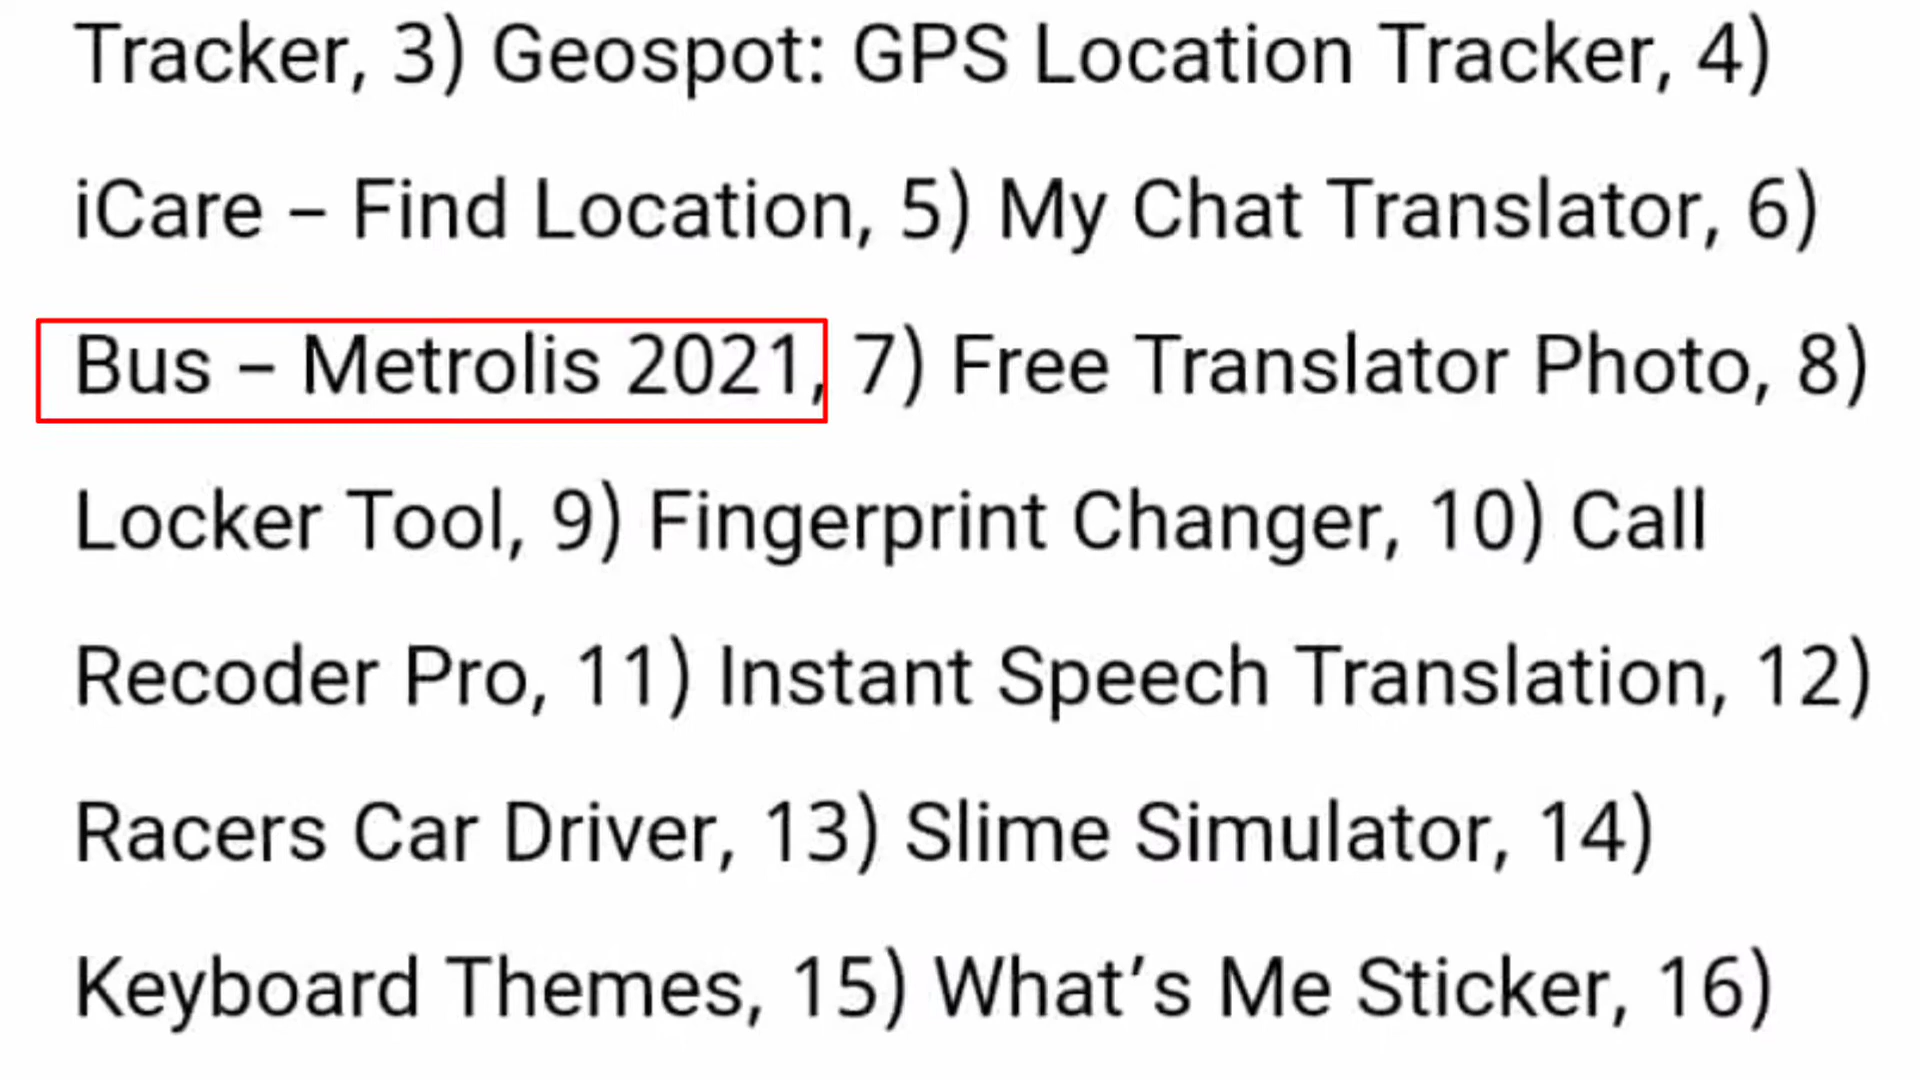 Tracker, 3) Geospot: GPS Location Tracker, 4)
iCare – Find Location, 5) My Chat Translator, 6)
Bus – Metrolis 2021, 7) Free Translator Photo, 8)
Locker Tool, 9) Fingerprint Changer, 10) Call
Recoder Pro, 11) Instant Speech Translation, 12)
Racers Car Driver, 13) Slime Simulator, 14)
Keyboard Themes, 15) What’s Me Sticker, 16)